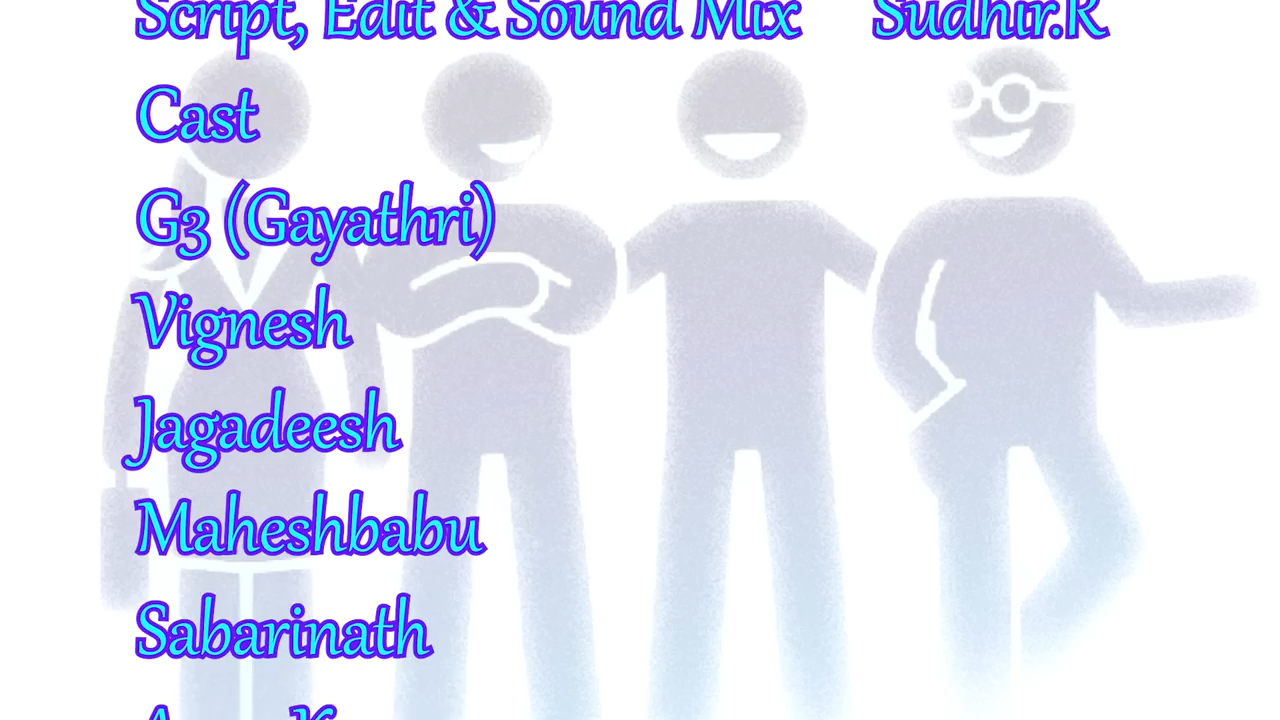 Script, Edit & Sound Mix Sudhir.R
Cast
G3 (Gayathri)
Vignesh
Jagadeesh
Maheshbabu
Sabarinath